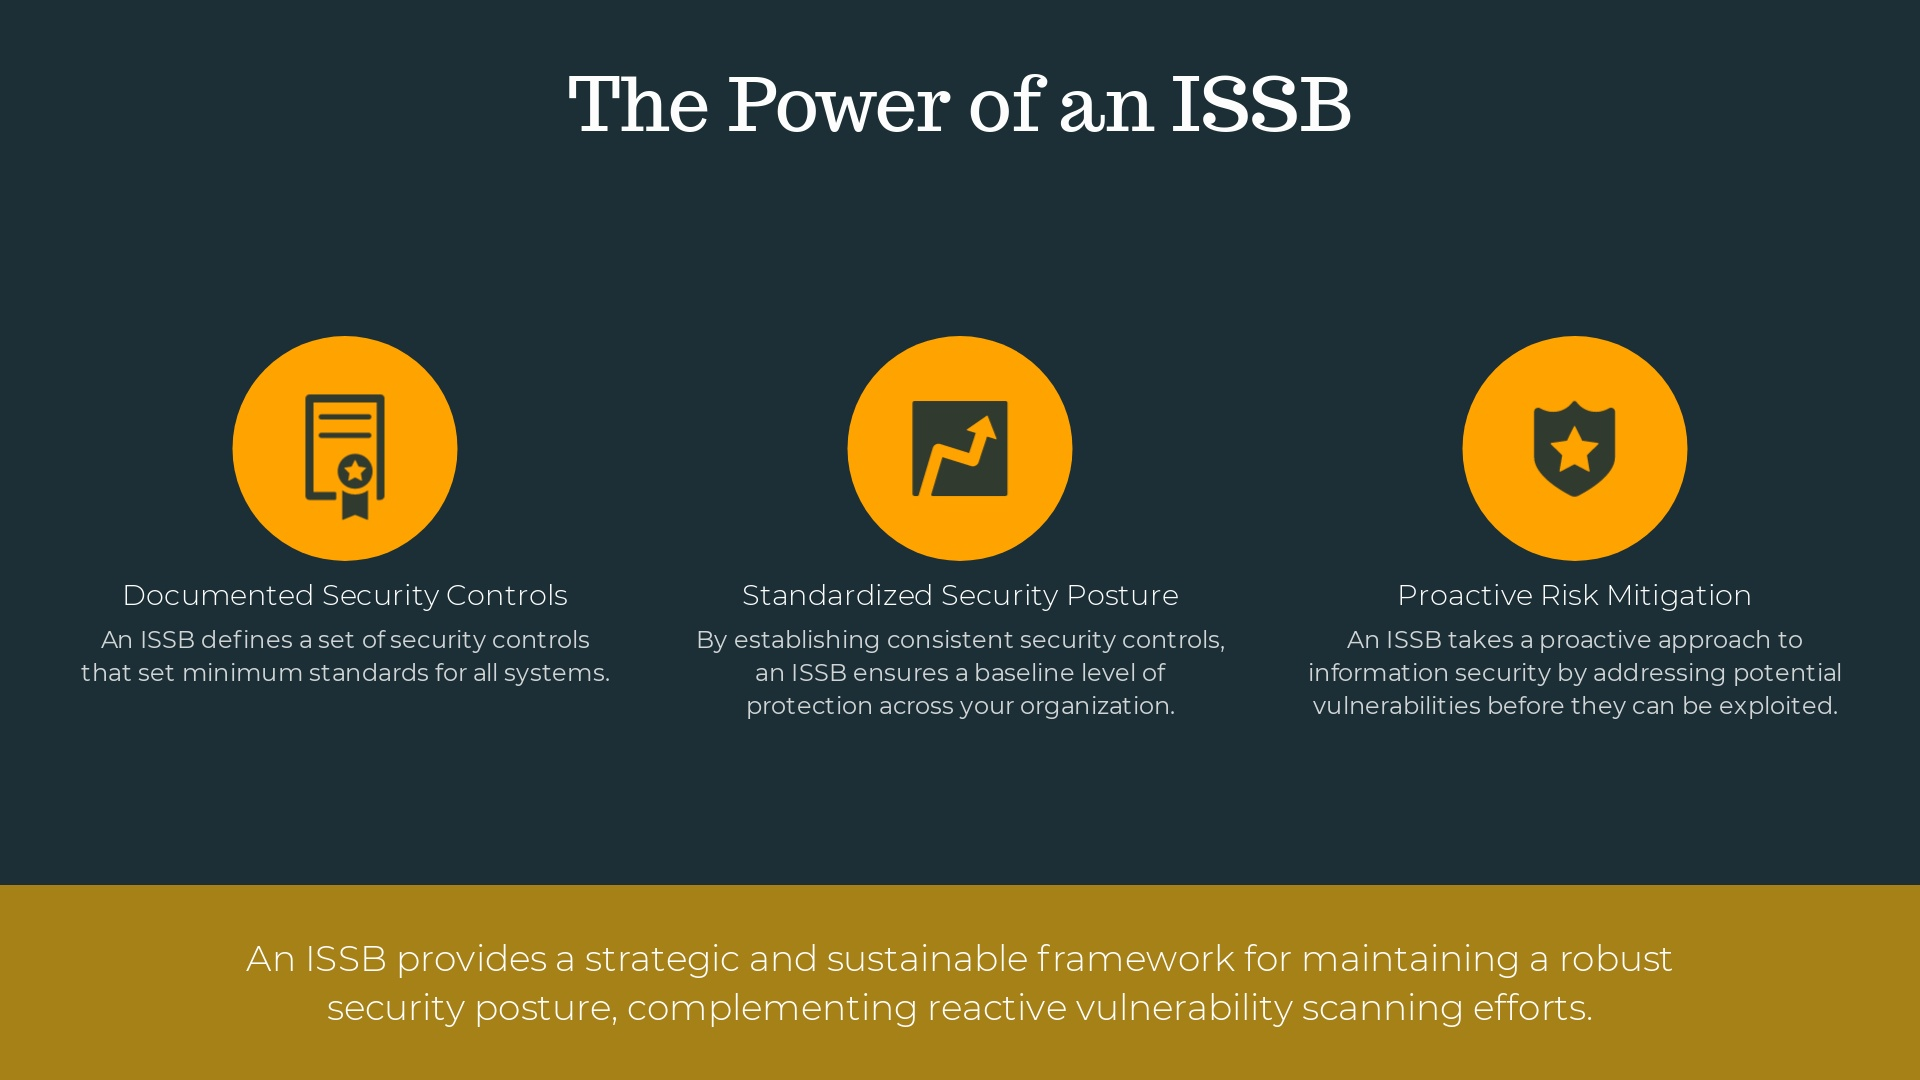 The Power of an ISSB
Documented Security Controls
An ISSB defines a set of security controls
that set minimum standards for all systems.
Standardized Security Posture
By establishing consistent security controls,
an ISSB ensures a baseline level of
protection across your organization.
Proactive Risk Mitigation
An ISSB takes a proactive approach to
information security by addressing potential
vulnerabilities before they can be exploited.
An ISSB provides a strategic and sustainable framework for maintaining a robust
security posture, complementing reactive vulnerability scanning efforts.